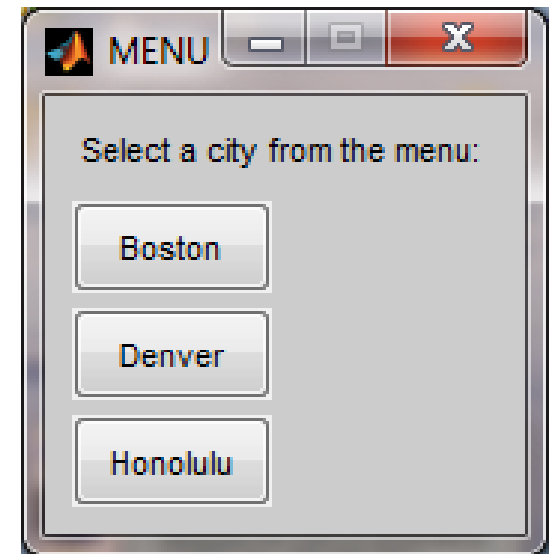 MENU
Select a city from the menu:
Boston
Denver
Honolulu